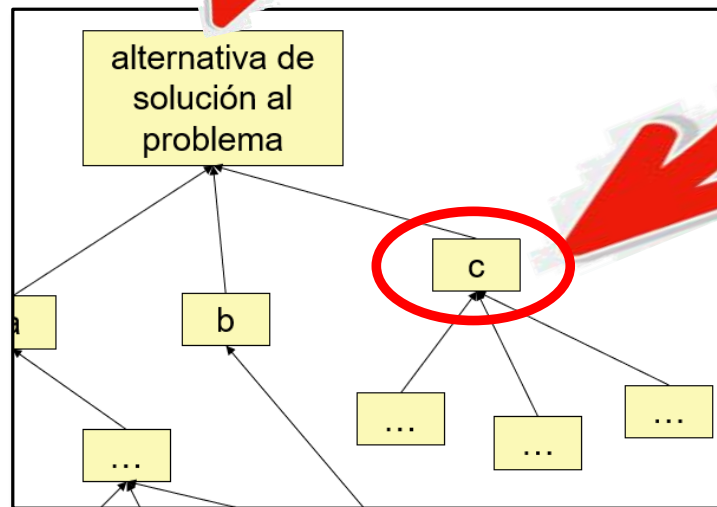 alternativa de
solución al
problema
c
a
b
...
...
...
...